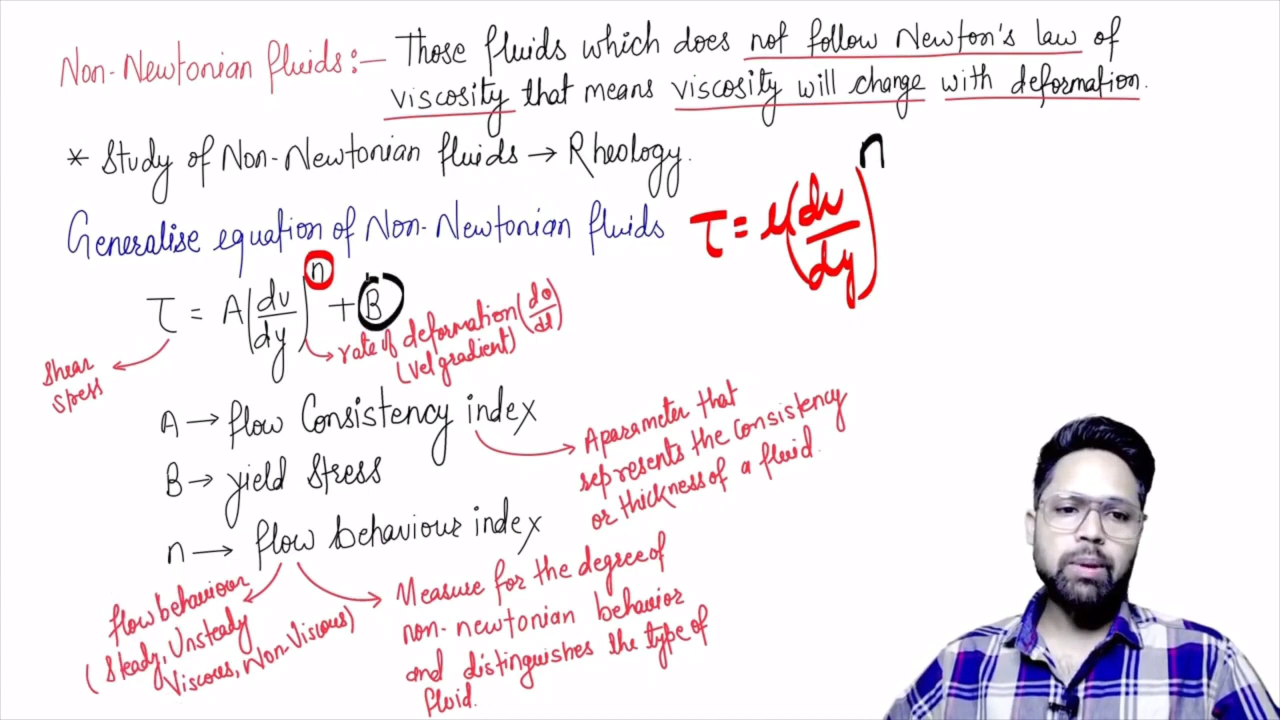 Non-Newtonian fluids:- Those fluids which does not follow Newton's law of
viscosity that means viscosity will change with deformation.
* Study of Non-Newtonian fluids → Rheology.
Generalise equation of Non-Newtonian fluids
τ = μ(du/dy)^n
τ = A(du/dy)^n + B
rate of deformation (dθ/dt)
(vel gradient)
Shear
stress
A → flow Consistency index
A parameter that
represents the consistency
or thickness of a fluid.
B → yield stress
n → flow behaviour index
flow behaviour
(Steady, Unsteady
Viscous, Non-Viscous)
Measure for the degree of
non-newtonian behavior
and distinguishes the type of
fluid.